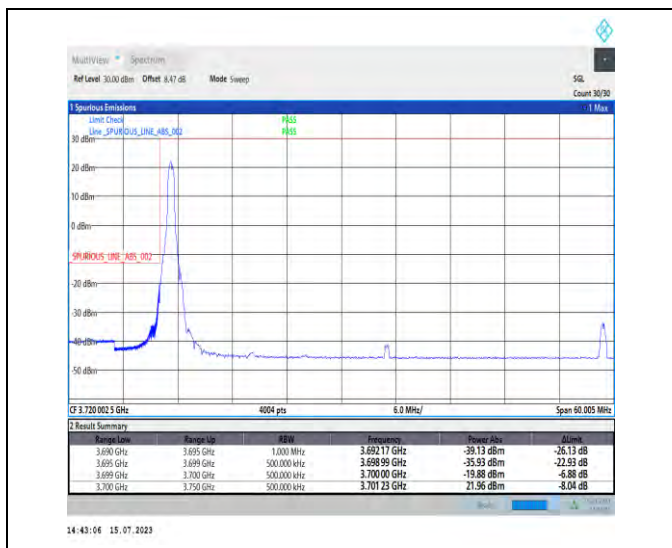 MultiView Spectrum
Ref Level 30.00 dBm Offset 8.47 dB Mode Sweep SGL
Count 30/30
1 Spurious Emissions 1 Max
Limit Check PASS
Line _SPURIOUS_LINE_ABS_002 PASS
30 dBm
20 dBm
10 dBm
0 dBm
SPURIOUS_LINE_ABS_002
-20 dBm
-30 dBm
-40 dBm
-50 dBm
CF 3.720 002 5 GHz 4004 pts 6.0 MHz/ Span 60.005 MHz
2 Result Summary
Range Low Range Up RBW Frequency Power Abs ΔLimit
3.690 GHz 3.695 GHz 1.000 MHz 3.692 17 GHz -39.13 dBm -26.13 dB
3.695 GHz 3.699 GHz 500.000 kHz 3.698 99 GHz -35.93 dBm -22.93 dB
3.699 GHz 3.700 GHz 500.000 kHz 3.700 00 GHz -19.88 dBm -6.88 dB
3.700 GHz 3.750 GHz 500.000 kHz 3.701 23 GHz 21.96 dBm -8.04 dB
14:43:06 15.07.2023